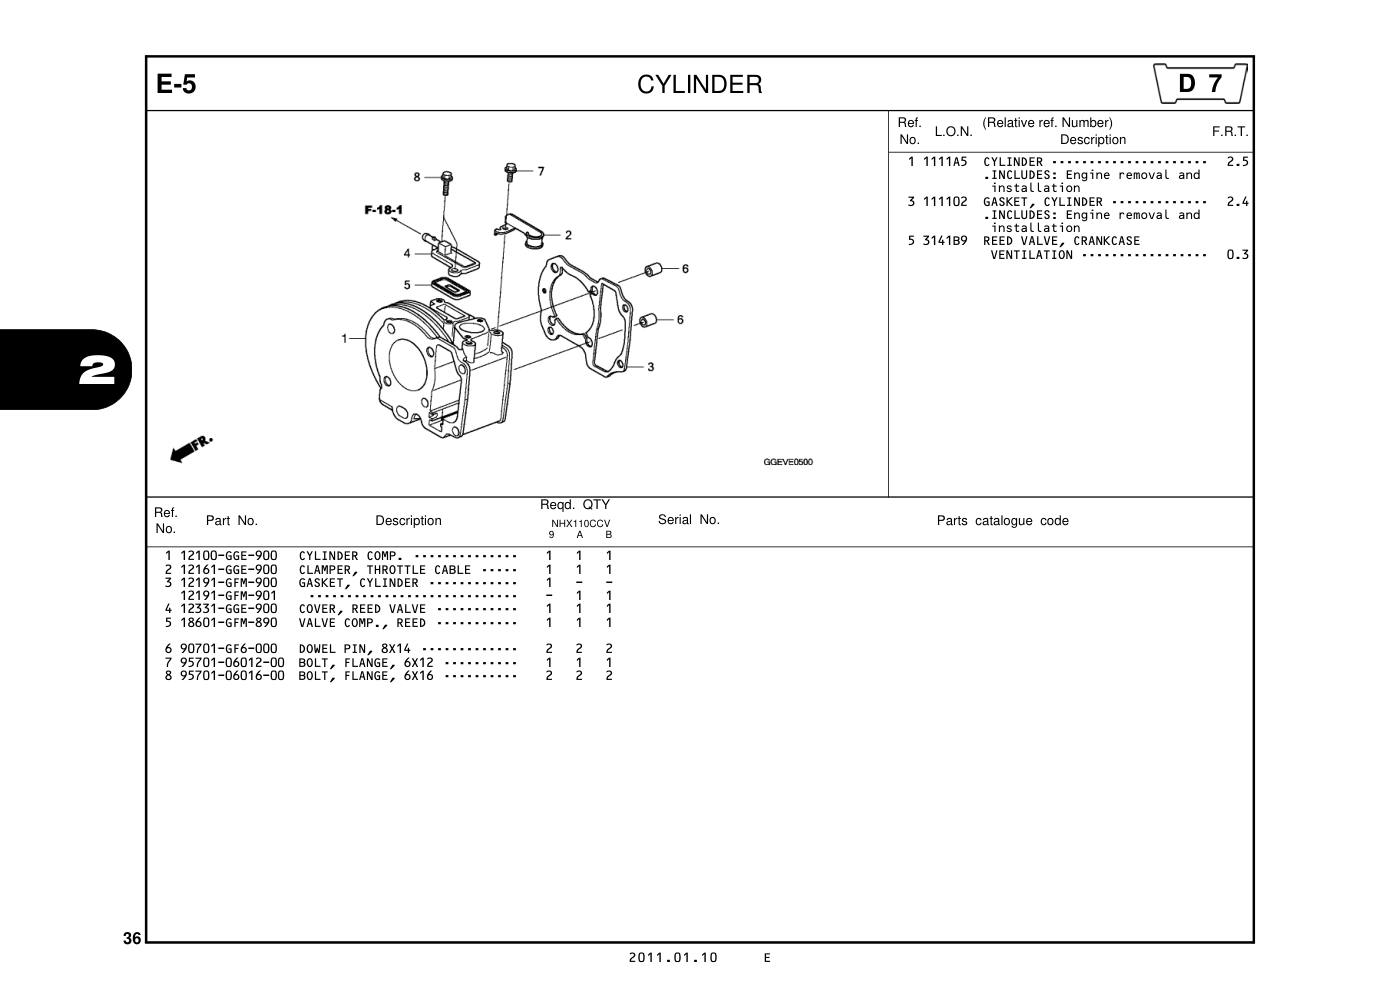 E-5
CYLINDER
D 7
8
7
F-18-1
2
4
5
6
6
1
3
FR.
GGEVE0500
Ref. No. L.O.N. (Relative ref. Number) Description F.R.T.
1 1111A5 CYLINDER --------------------- 2.5
.INCLUDES: Engine removal and
installation
3 111102 GASKET, CYLINDER ------------- 2.4
.INCLUDES: Engine removal and
installation
5 3141B9 REED VALVE, CRANKCASE
VENTILATION ----------------- 0.3
2
Ref. No. Part No. Description Reqd. QTY Serial No. Parts catalogue code
NHX110CCV
9 A B
1 12100-GGE-900 CYLINDER COMP. -------------- 1 1 1
2 12161-GGE-900 CLAMPER, THROTTLE CABLE ----- 1 1 1
3 12191-GFM-900 GASKET, CYLINDER ------------ 1 - -
12191-GFM-901 ---------------------------- - 1 1
4 12331-GGE-900 COVER, REED VALVE ----------- 1 1 1
5 18601-GFM-890 VALVE COMP., REED ----------- 1 1 1
6 90701-GF6-000 DOWEL PIN, 8X14 ------------- 2 2 2
7 95701-06012-00 BOLT, FLANGE, 6X12 ---------- 1 1 1
8 95701-06016-00 BOLT, FLANGE, 6X16 ---------- 2 2 2
36
2011.01.10 E